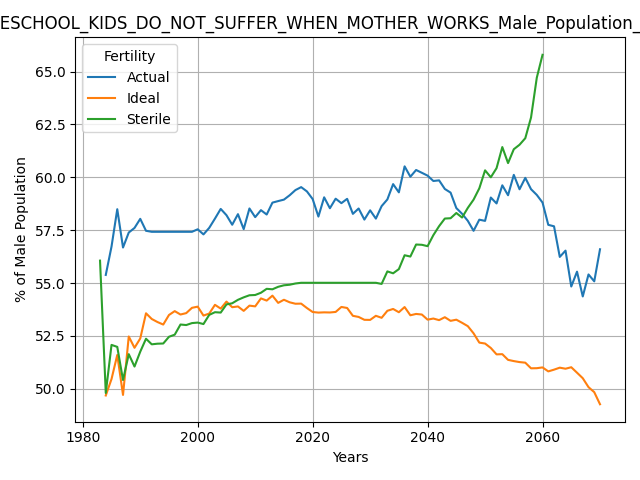 ESCHOOL_KIDS_DO_NOT_SUFFER_WHEN_MOTHER_WORKS_Male_Population_
Fertility
Actual
Ideal
Sterile
% of Male Population
65.0
62.5
60.0
57.5
55.0
52.5
50.0
1980
2000
2020
2040
2060
Years